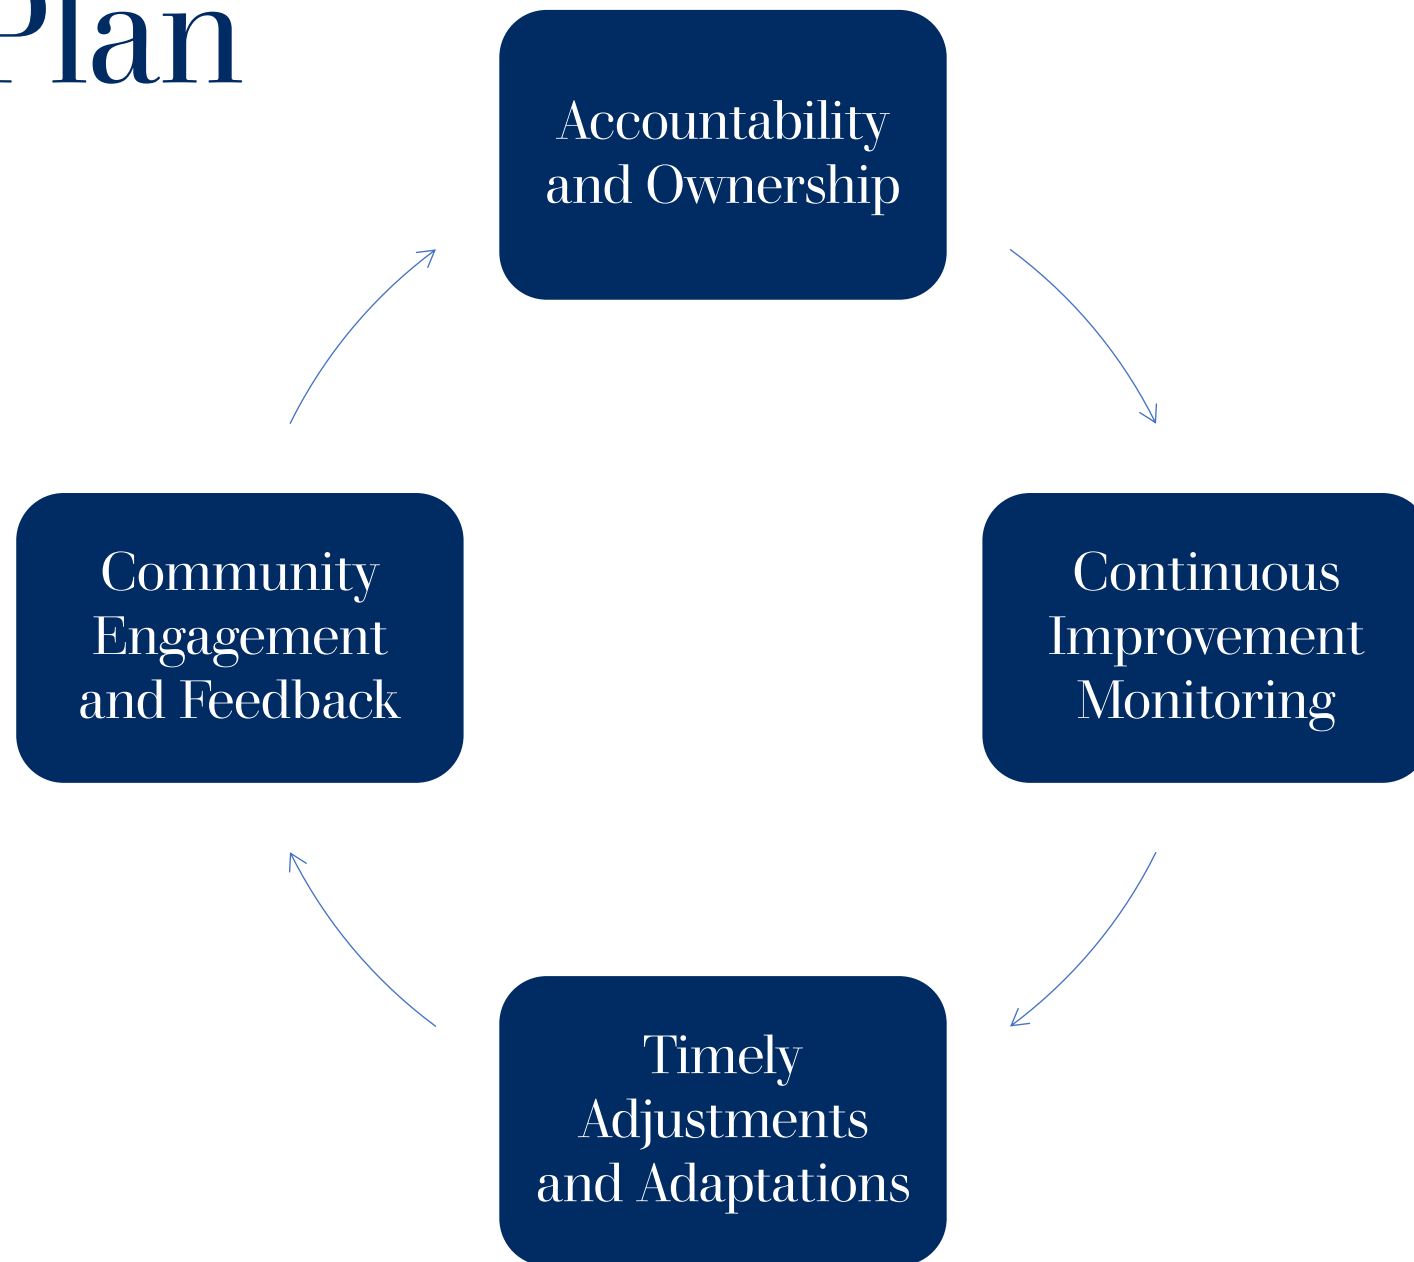 Plan
Accountability
and Ownership
Community
Engagement
and Feedback
Continuous
Improvement
Monitoring
Timely
Adjustments
and Adaptations